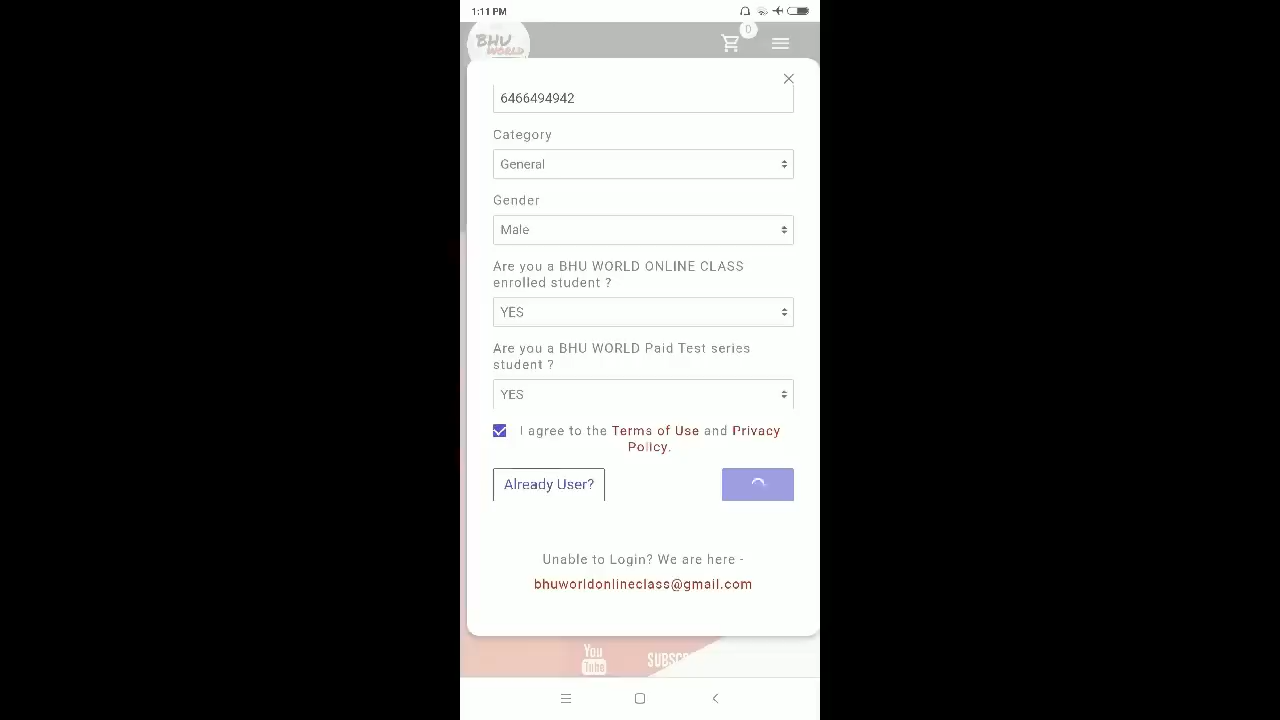 1:11 PM
BHU
WORLD
0
6466494942
Category
General
Gender
Male
Are you a BHU WORLD ONLINE CLASS
enrolled student ?
YES
Are you a BHU WORLD Paid Test series
student ?
YES
I agree to the Terms of Use and Privacy
Policy.
Already User?
Unable to Login? We are here -
bhuworldonlineclass@gmail.com
You
Tube
SUBSC